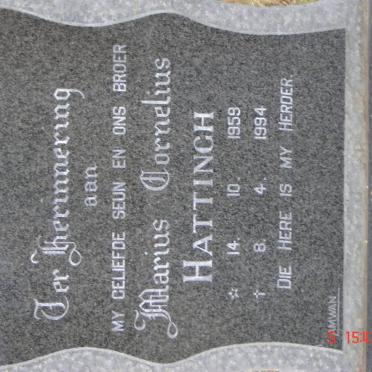 Ter Herinnering
aan
MY GELIEFDE SEUN EN ONS BROER
Marius Cornelius
HATTINGH
☆ 14. 10. 1959
† 8. 4. 1994
DIE HERE IS MY HERDER.